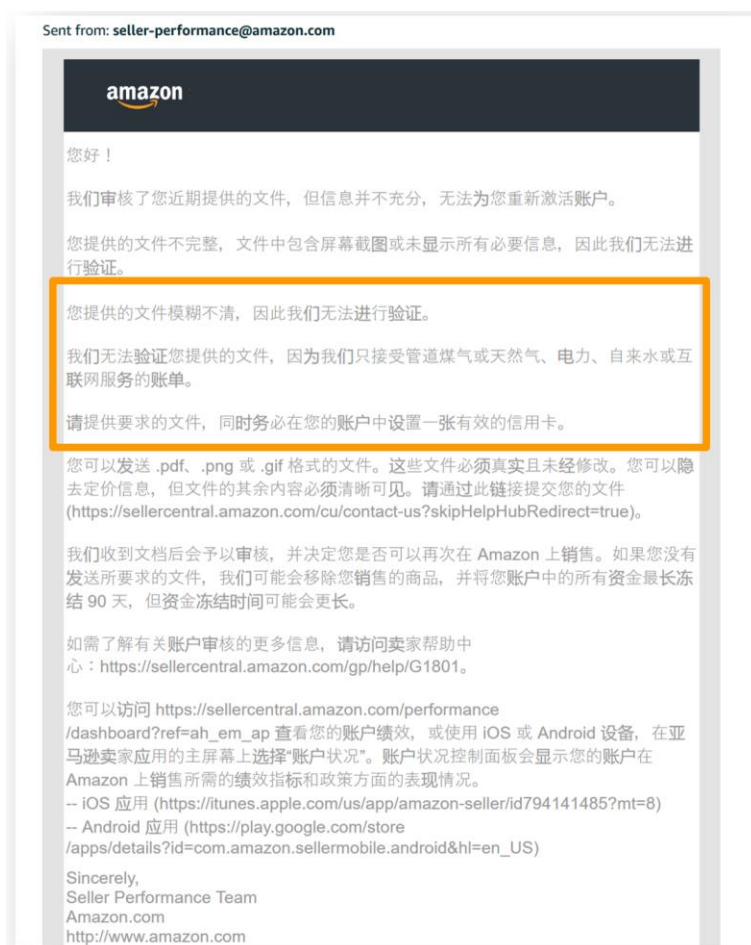 Sent from: seller-performance@amazon.com
amazon
您好！
我们审核了您近期提供的文件，但信息并不充分，无法为您重新激活账户。
您提供的文件不完整，文件中包含屏幕截图或未显示所有必要信息，因此我们无法进
行验证。
您提供的文件模糊不清，因此我们无法进行验证。
我们无法验证您提供的文件，因为我们只接受管道煤气或天然气、电力、自来水或互
联网服务的账单。
请提供要求的文件，同时务必在您的账户中设置一张有效的信用卡。
您可以发送 .pdf、.png 或 .gif 格式的文件。这些文件必须真实且未经修改。您可以隐
去定价信息，但文件的其余内容必须清晰可见。请通过此链接提交您的文件
(https://sellercentral.amazon.com/cu/contact-us?skipHelpHubRedirect=true)。
我们收到文档后会予以审核，并决定您是否可以再次在 Amazon 上销售。如果您没有
发送所要求的文件，我们可能会移除您销售的商品，并将您账户中的所有资金最长冻
结 90 天，但资金冻结时间可能会更长。
如需了解有关账户审核的更多信息，请访问卖家帮助中
心：https://sellercentral.amazon.com/gp/help/G1801。
您可以访问 https://sellercentral.amazon.com/performance
/dashboard?ref=ah_em_ap 查看您的账户绩效，或使用 iOS 或 Android 设备，在亚
马逊卖家应用的主屏幕上选择“账户状况”。账户状况控制面板会显示您的账户在
Amazon 上销售所需的绩效指标和政策方面的表现情况。
-- iOS 应用 (https://itunes.apple.com/us/app/amazon-seller/id794141485?mt=8)
-- Android 应用 (https://play.google.com/store
/apps/details?id=com.amazon.sellermobile.android&hl=en_US)
Sincerely,
Seller Performance Team
Amazon.com
http://www.amazon.com